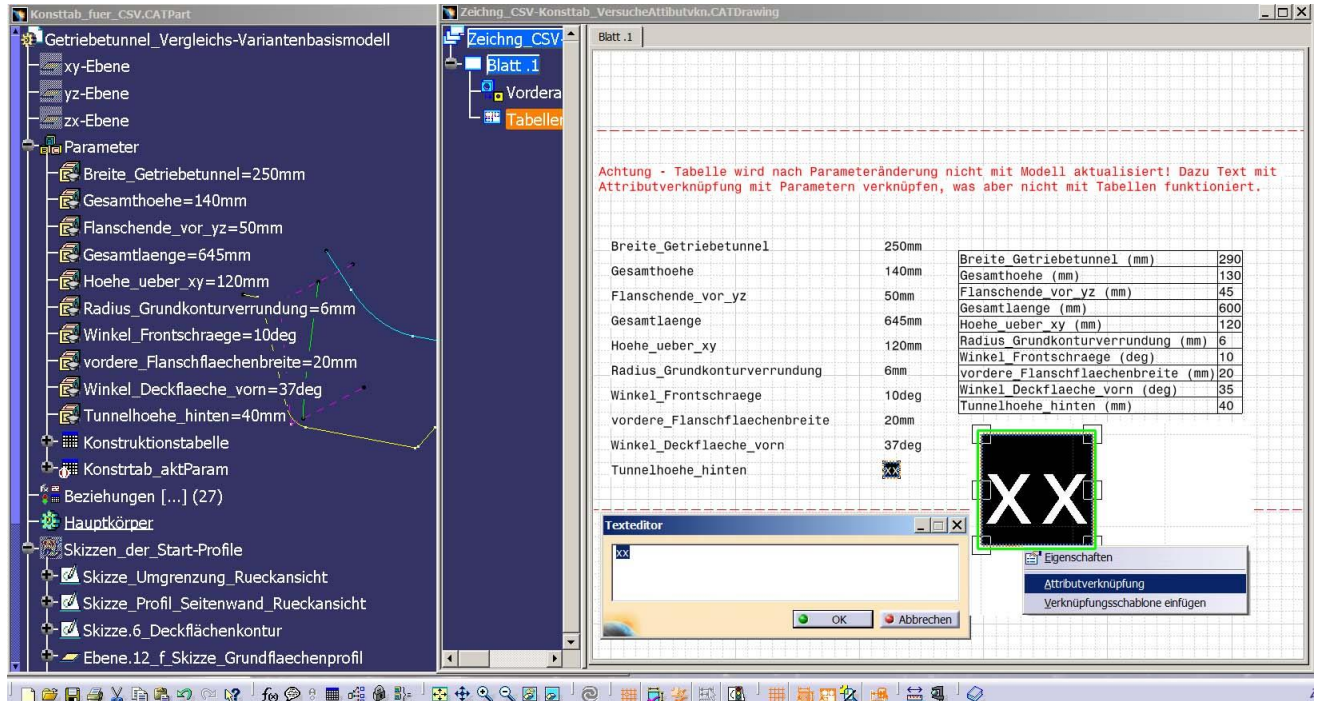 Konsttab_fuer_CSV.CATPart
Getriebetunnel_Vergleichs-Variantenbasismodell
xy-Ebene
yz-Ebene
zx-Ebene
Parameter
Breite_Getriebetunnel=250mm
Gesamthoehe=140mm
Flanschende_vor_yz=50mm
Gesamtlaenge=645mm
Hoehe_ueber_xy=120mm
Radius_Grundkonturverrundung=6mm
Winkel_Frontschraege=10deg
vordere_Flanschflaechenbreite=20mm
Winkel_Deckflaeche_vorn=37deg
Tunnelhoehe_hinten=40mm
Konstruktionstabelle
Konstrtab_aktParam
Beziehungen [...] (27)
Hauptkörper
Skizzen_der_Start-Profile
Skizze_Umgrenzung_Rueckansicht
Skizze_Profil_Seitenwand_Rueckansicht
Skizze.6_Deckflächenkontur
Ebene.12_f_Skizze_Grundflaechenprofil
Zeichng_CSV-Konsttab_VersucheAttibutvkn.CATDrawing
Zeichng_CSV-
Blatt .1
Vordera
Tabeller
Blatt .1
Achtung - Tabelle wird nach Parameteränderung nicht mit Modell aktualisiert! Dazu Text mit
Attributverknüpfung mit Parametern verknüpfen, was aber nicht mit Tabellen funktioniert.
Breite_Getriebetunnel 250mm
Gesamthoehe 140mm
Flanschende_vor_yz 50mm
Gesamtlaenge 645mm
Hoehe_ueber_xy 120mm
Radius_Grundkonturverrundung 6mm
Winkel_Frontschraege 10deg
vordere_Flanschflaechenbreite 20mm
Winkel_Deckflaeche_vorn 37deg
Tunnelhoehe_hinten xx
Breite_Getriebetunnel (mm) 290
Gesamthoehe (mm) 130
Flanschende_vor_yz (mm) 45
Gesamtlaenge (mm) 600
Hoehe_ueber_xy (mm) 120
Radius_Grundkonturverrundung (mm) 6
Winkel_Frontschraege (deg) 10
vordere_Flanschflaechenbreite (mm) 20
Winkel_Deckflaeche_vorn (deg) 35
Tunnelhoehe_hinten (mm) 40
XX
Texteditor
xx
OK Abbrechen
Eigenschaften
Attributverknüpfung
Verknüpfungsschablone einfügen
f(x)